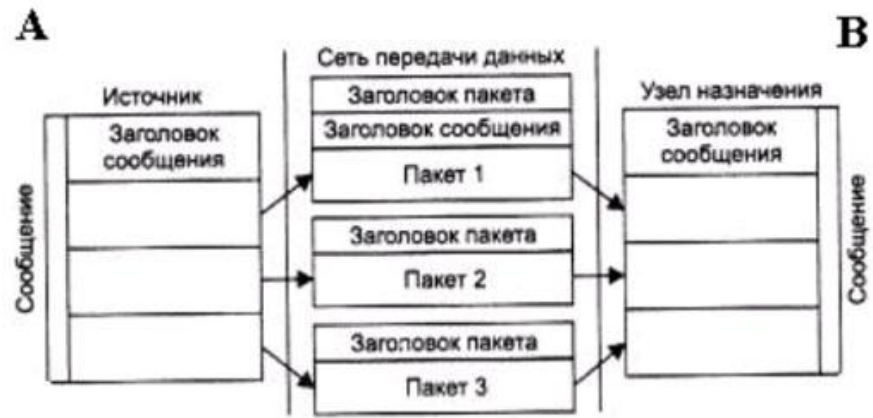 А
В
Сеть передачи данных
Источник
Узел назначения
Сообщение
Заголовок
сообщения
Заголовок пакета
Заголовок сообщения
Пакет 1
Заголовок пакета
Пакет 2
Заголовок пакета
Пакет 3
Заголовок
сообщения
Сообщение